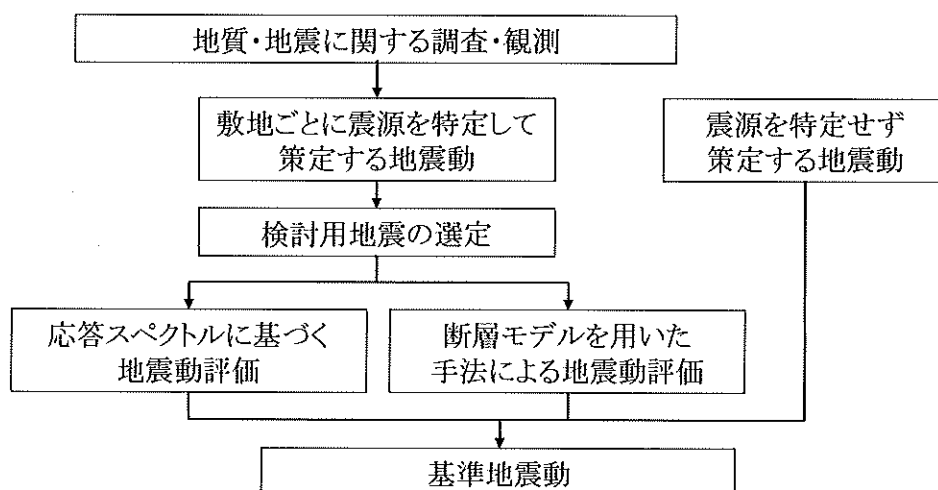 地質・地震に関する調査・観測
敷地ごとに震源を特定して
策定する地震動
震源を特定せず
策定する地震動
検討用地震の選定
応答スペクトルに基づく
地震動評価
断層モデルを用いた
手法による地震動評価
基準地震動